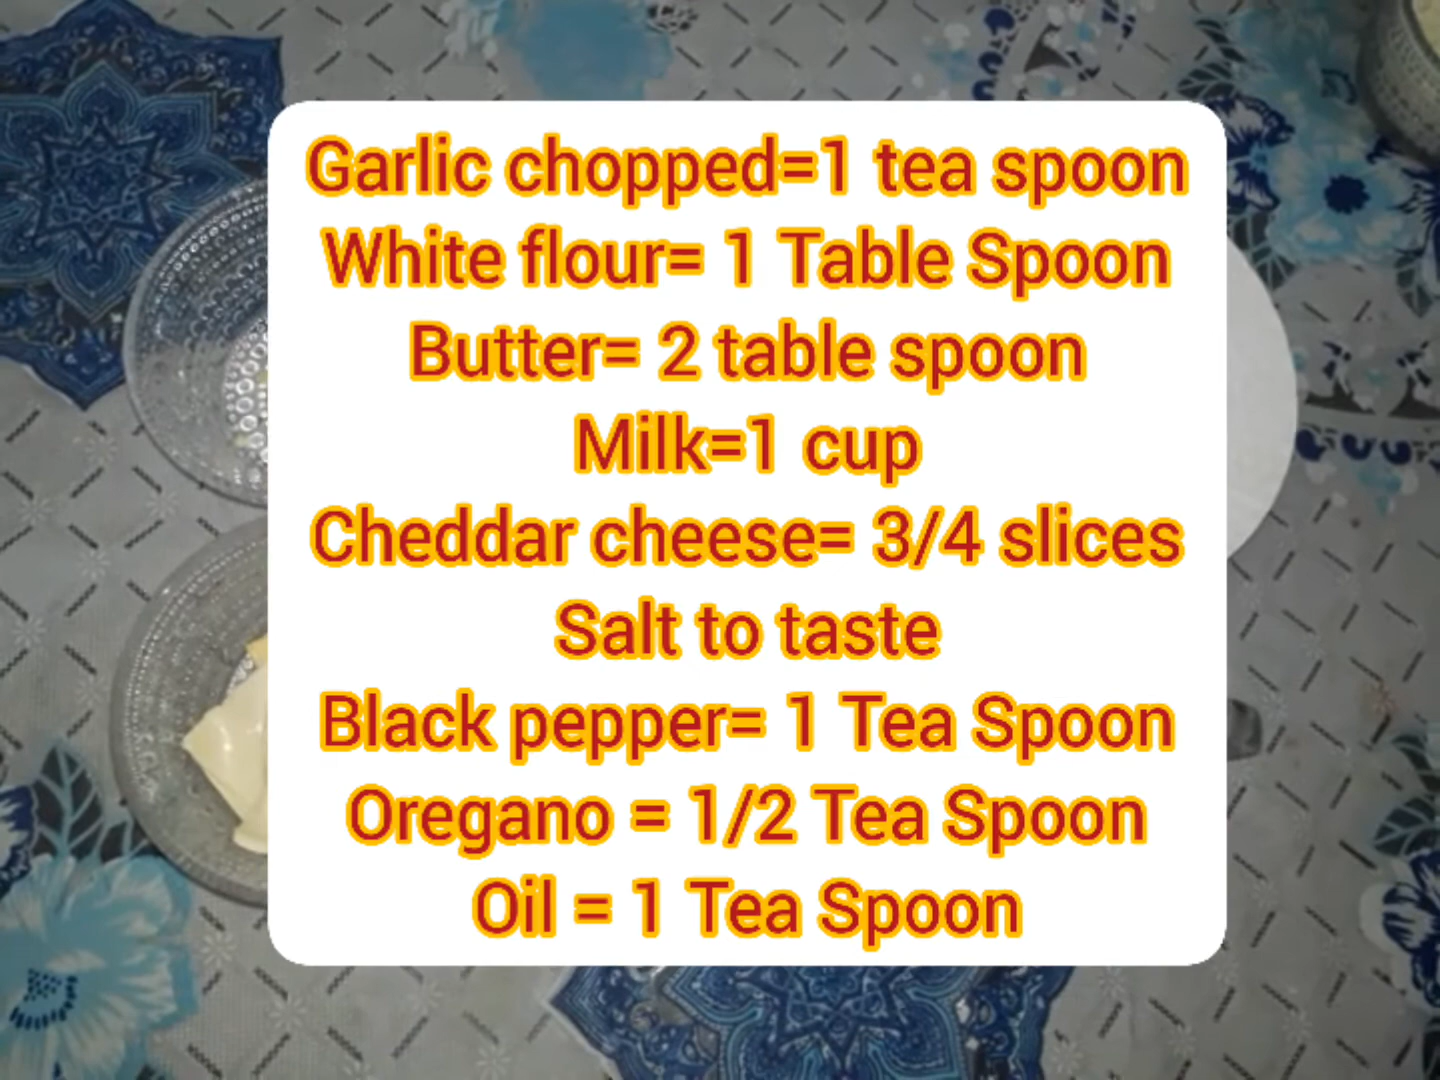 Garlic chopped=1 tea spoon
White flour= 1 Table Spoon
Butter= 2 table spoon
Milk=1 cup
Cheddar cheese= 3/4 slices
Salt to taste
Black pepper= 1 Tea Spoon
Oregano = 1/2 Tea Spoon
Oil = 1 Tea Spoon